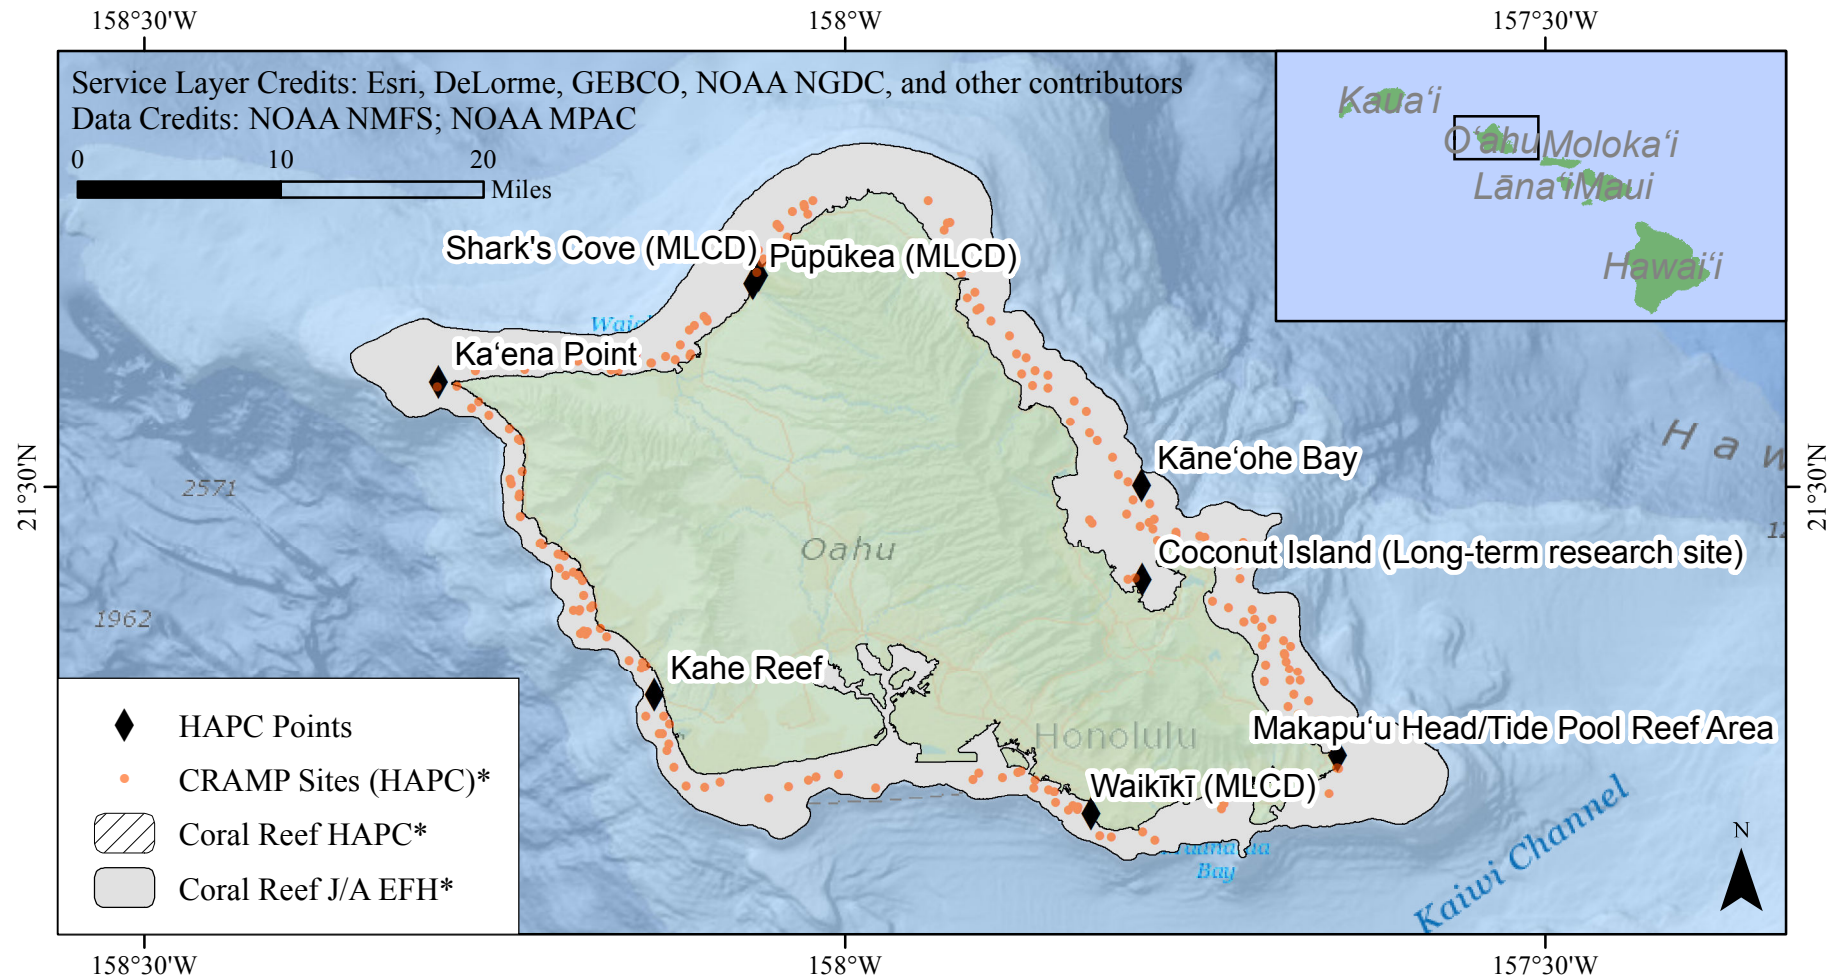 158°30'W 158°W 157°30'W
Service Layer Credits: Esri, DeLorme, GEBCO, NOAA NGDC, and other contributors
Data Credits: NOAA NMFS; NOAA MPAC
0 10 20
Miles
Kauaʻi
Oʻahu
Molokaʻi
Lānaʻi
Maui
Hawaiʻi
Shark's Cove (MLCD)
Pūpūkea (MLCD)
Kaʻena Point
Kāneʻohe Bay
21°30'N
21°30'N
2571
Oahu
Coconut Island (Long-term research site)
1962
Kahe Reef
Honolulu
Makapuʻu Head/Tide Pool Reef Area
Waikīkī (MLCD)
Bay
Kaiwi Channel
N
HAPC Points
CRAMP Sites (HAPC)*
Coral Reef HAPC*
Coral Reef J/A EFH*
158°30'W 158°W 157°30'W